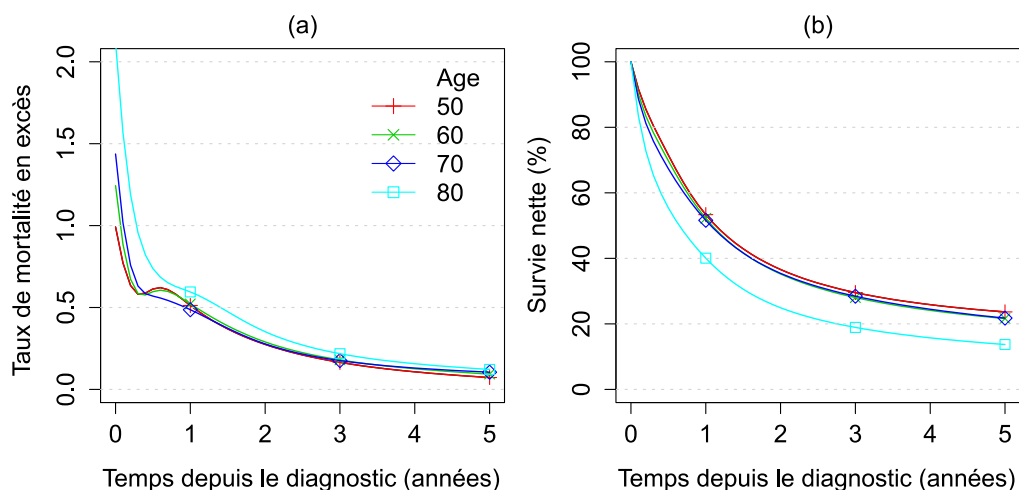 (a)
Taux de mortalité en excès
0.0
0.5
1.0
1.5
2.0
Age
50
60
70
80
0 1 2 3 4 5
Temps depuis le diagnostic (années)
(b)
Survie nette (%)
0
20
40
60
80
100
0 1 2 3 4 5
Temps depuis le diagnostic (années)